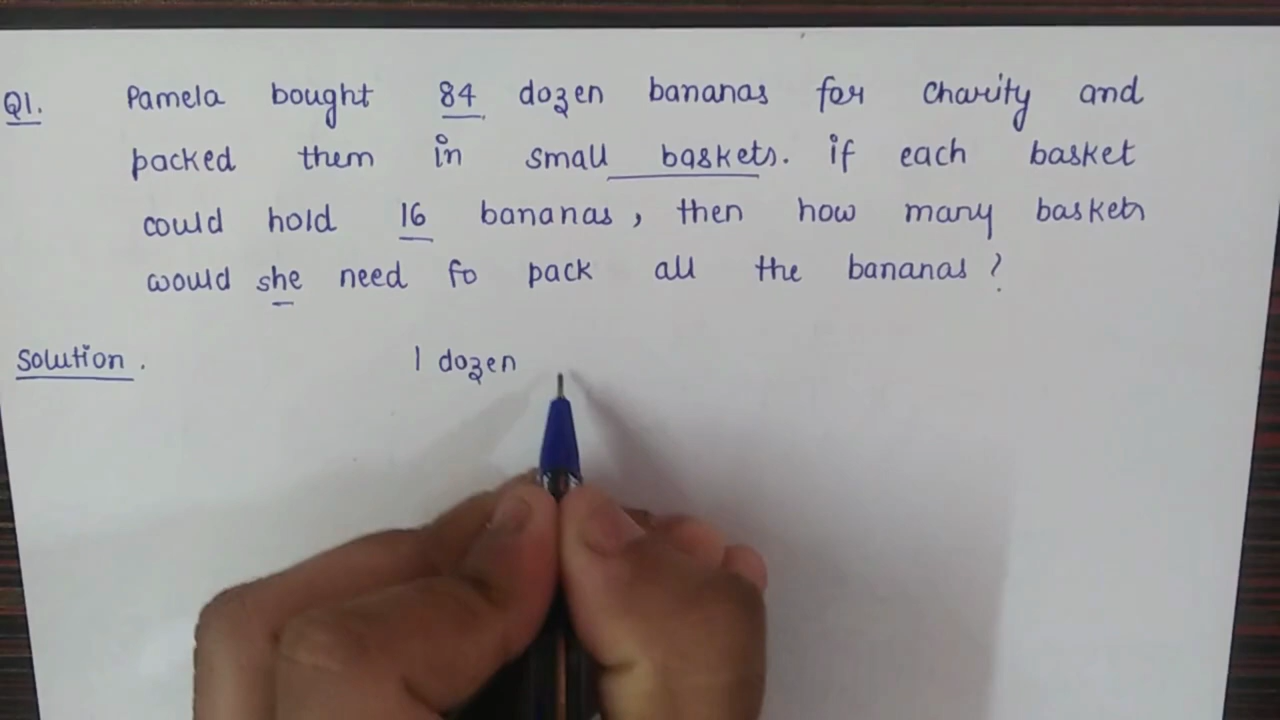 Q1. Pamela bought 84 dozen bananas for charity and
packed them in small baskets. if each basket
could hold 16 bananas, then how many baskets
would she need to pack all the bananas?
Solution. 1 dozen